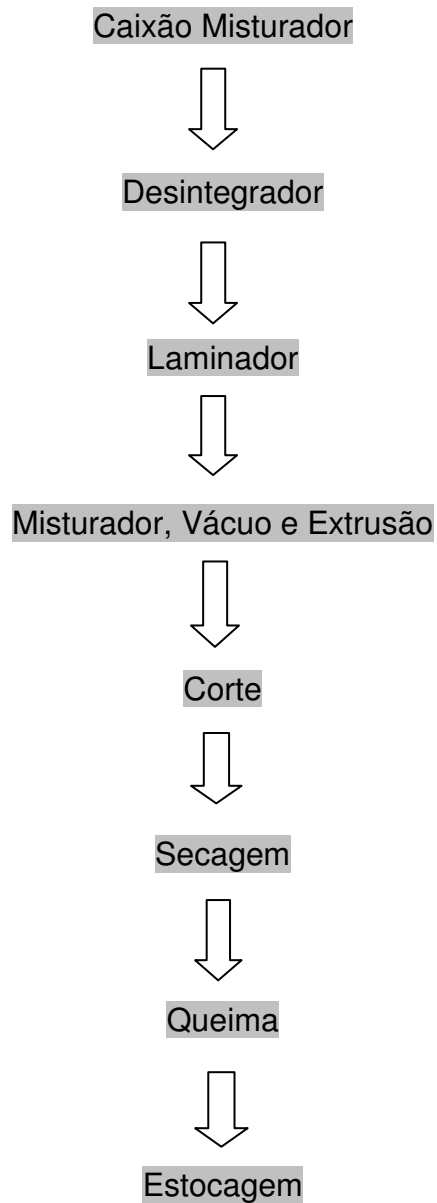 Caixão Misturador
Desintegrador
Laminador
Misturador, Vácuo e Extrusão
Corte
Secagem
Queima
Estocagem